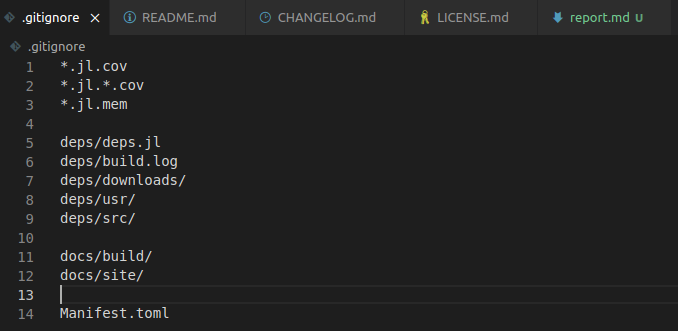 .gitignore README.md CHANGELOG.md LICENSE.md report.md U
.gitignore
1 *.jl.cov
2 *.jl.*.cov
3 *.jl.mem
4
5 deps/deps.jl
6 deps/build.log
7 deps/downloads/
8 deps/usr/
9 deps/src/
10
11 docs/build/
12 docs/site/
13
14 Manifest.toml